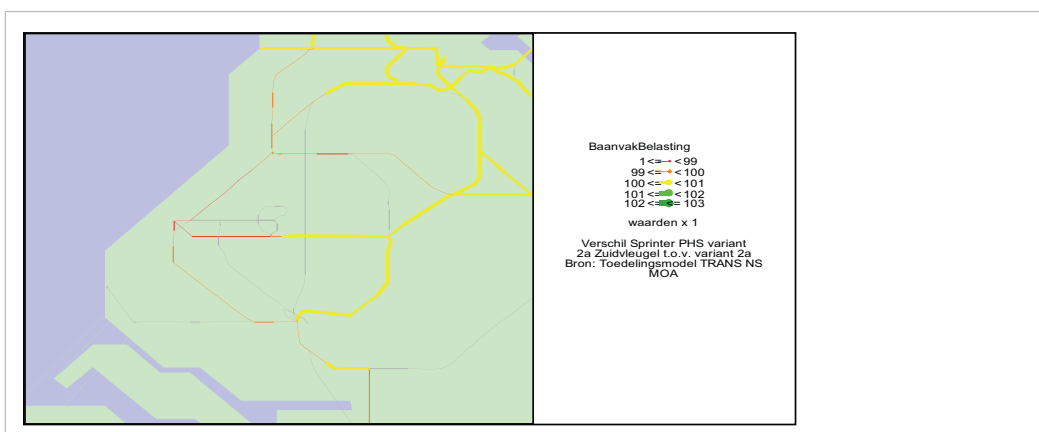 BaanvakBelasting
1 <= < 99
99 <= < 100
100 <= < 101
101 <= < 102
102 <= <= 103
waarden x 1
Verschil Sprinter PHS variant
2a Zuidvleugel t.o.v. variant 2a
Bron: Toedelingsmodel TRANS NS
MOA